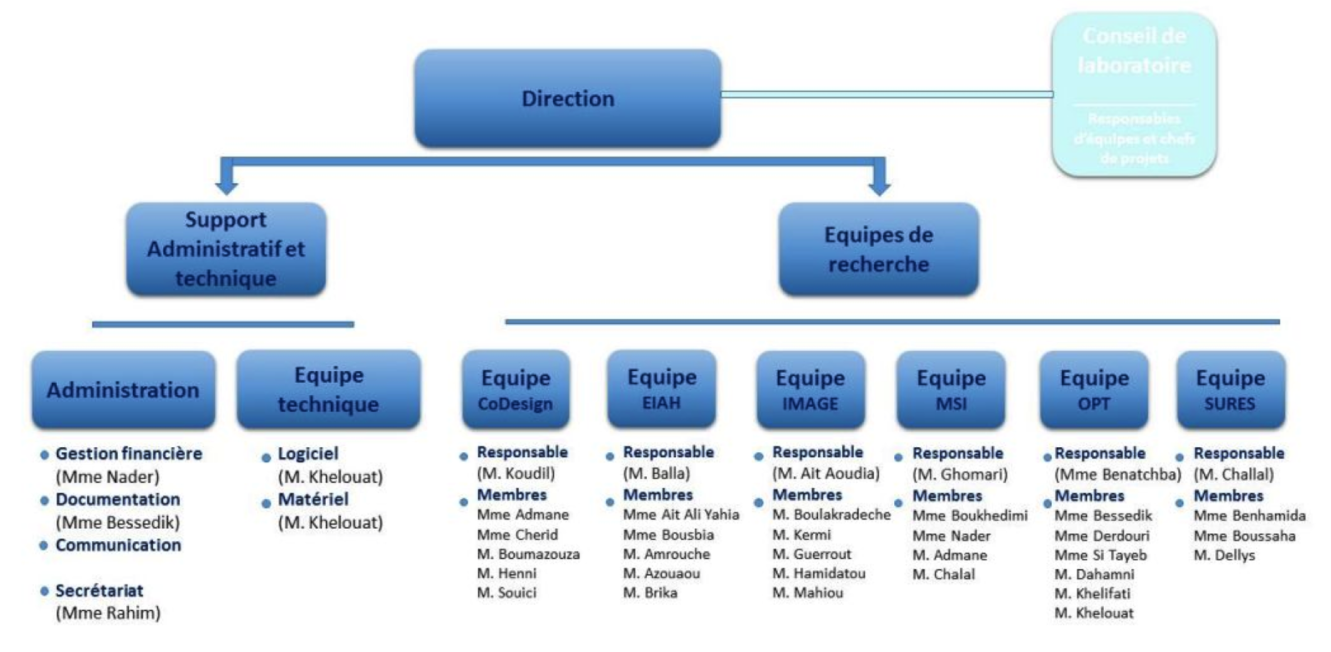 Conseil de
laboratoire
Responsables
d'équipes et chefs
de projets
Direction
Support
Administratif et
technique
Equipes de
recherche
Administration
Gestion financière
(Mme Nader)
Documentation
(Mme Bessedik)
Communication
Secrétariat
(Mme Rahim)
Equipe
technique
Logiciel
(M. Khelouat)
Matériel
(M. Khelouat)
Equipe
CoDesign
Responsable
(M. Koudil)
Membres
Mme Admane
Mme Cherid
M. Boumazouza
M. Henni
M. Souici
Equipe
EIAH
Responsable
(M. Balla)
Membres
Mme Ait Ali Yahia
Mme Bousbia
M. Amrouche
M. Azouaou
M. Brika
Equipe
IMAGE
Responsable
(M. Ait Aoudia)
Membres
M. Boulakradeche
M. Kermi
M. Guerrout
M. Hamidatou
M. Mahiou
Equipe
MSI
Responsable
(M. Ghomari)
Membres
Mme Boukhedimi
Mme Nader
M. Admane
M. Chalal
Equipe
OPT
Responsable
(Mme Benatchba)
Membres
Mme Bessedik
Mme Derdouri
Mme Si Tayeb
M. Dahamni
M. Khelifati
M. Khelouat
Equipe
SURES
Responsable
(M. Challal)
Membres
Mme Benhamida
Mme Boussaha
M. Dellys